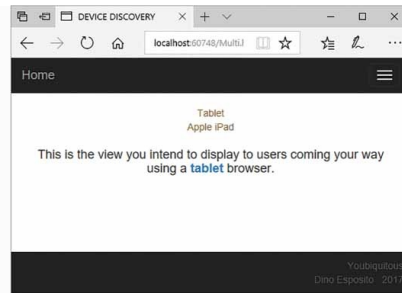 DEVICE DISCOVERY
localhost:60748/Multi.l
Home
Tablet
Apple iPad
This is the view you intend to display to users coming your way
using a tablet browser.
Youbiquitous
Dino Esposito 2017